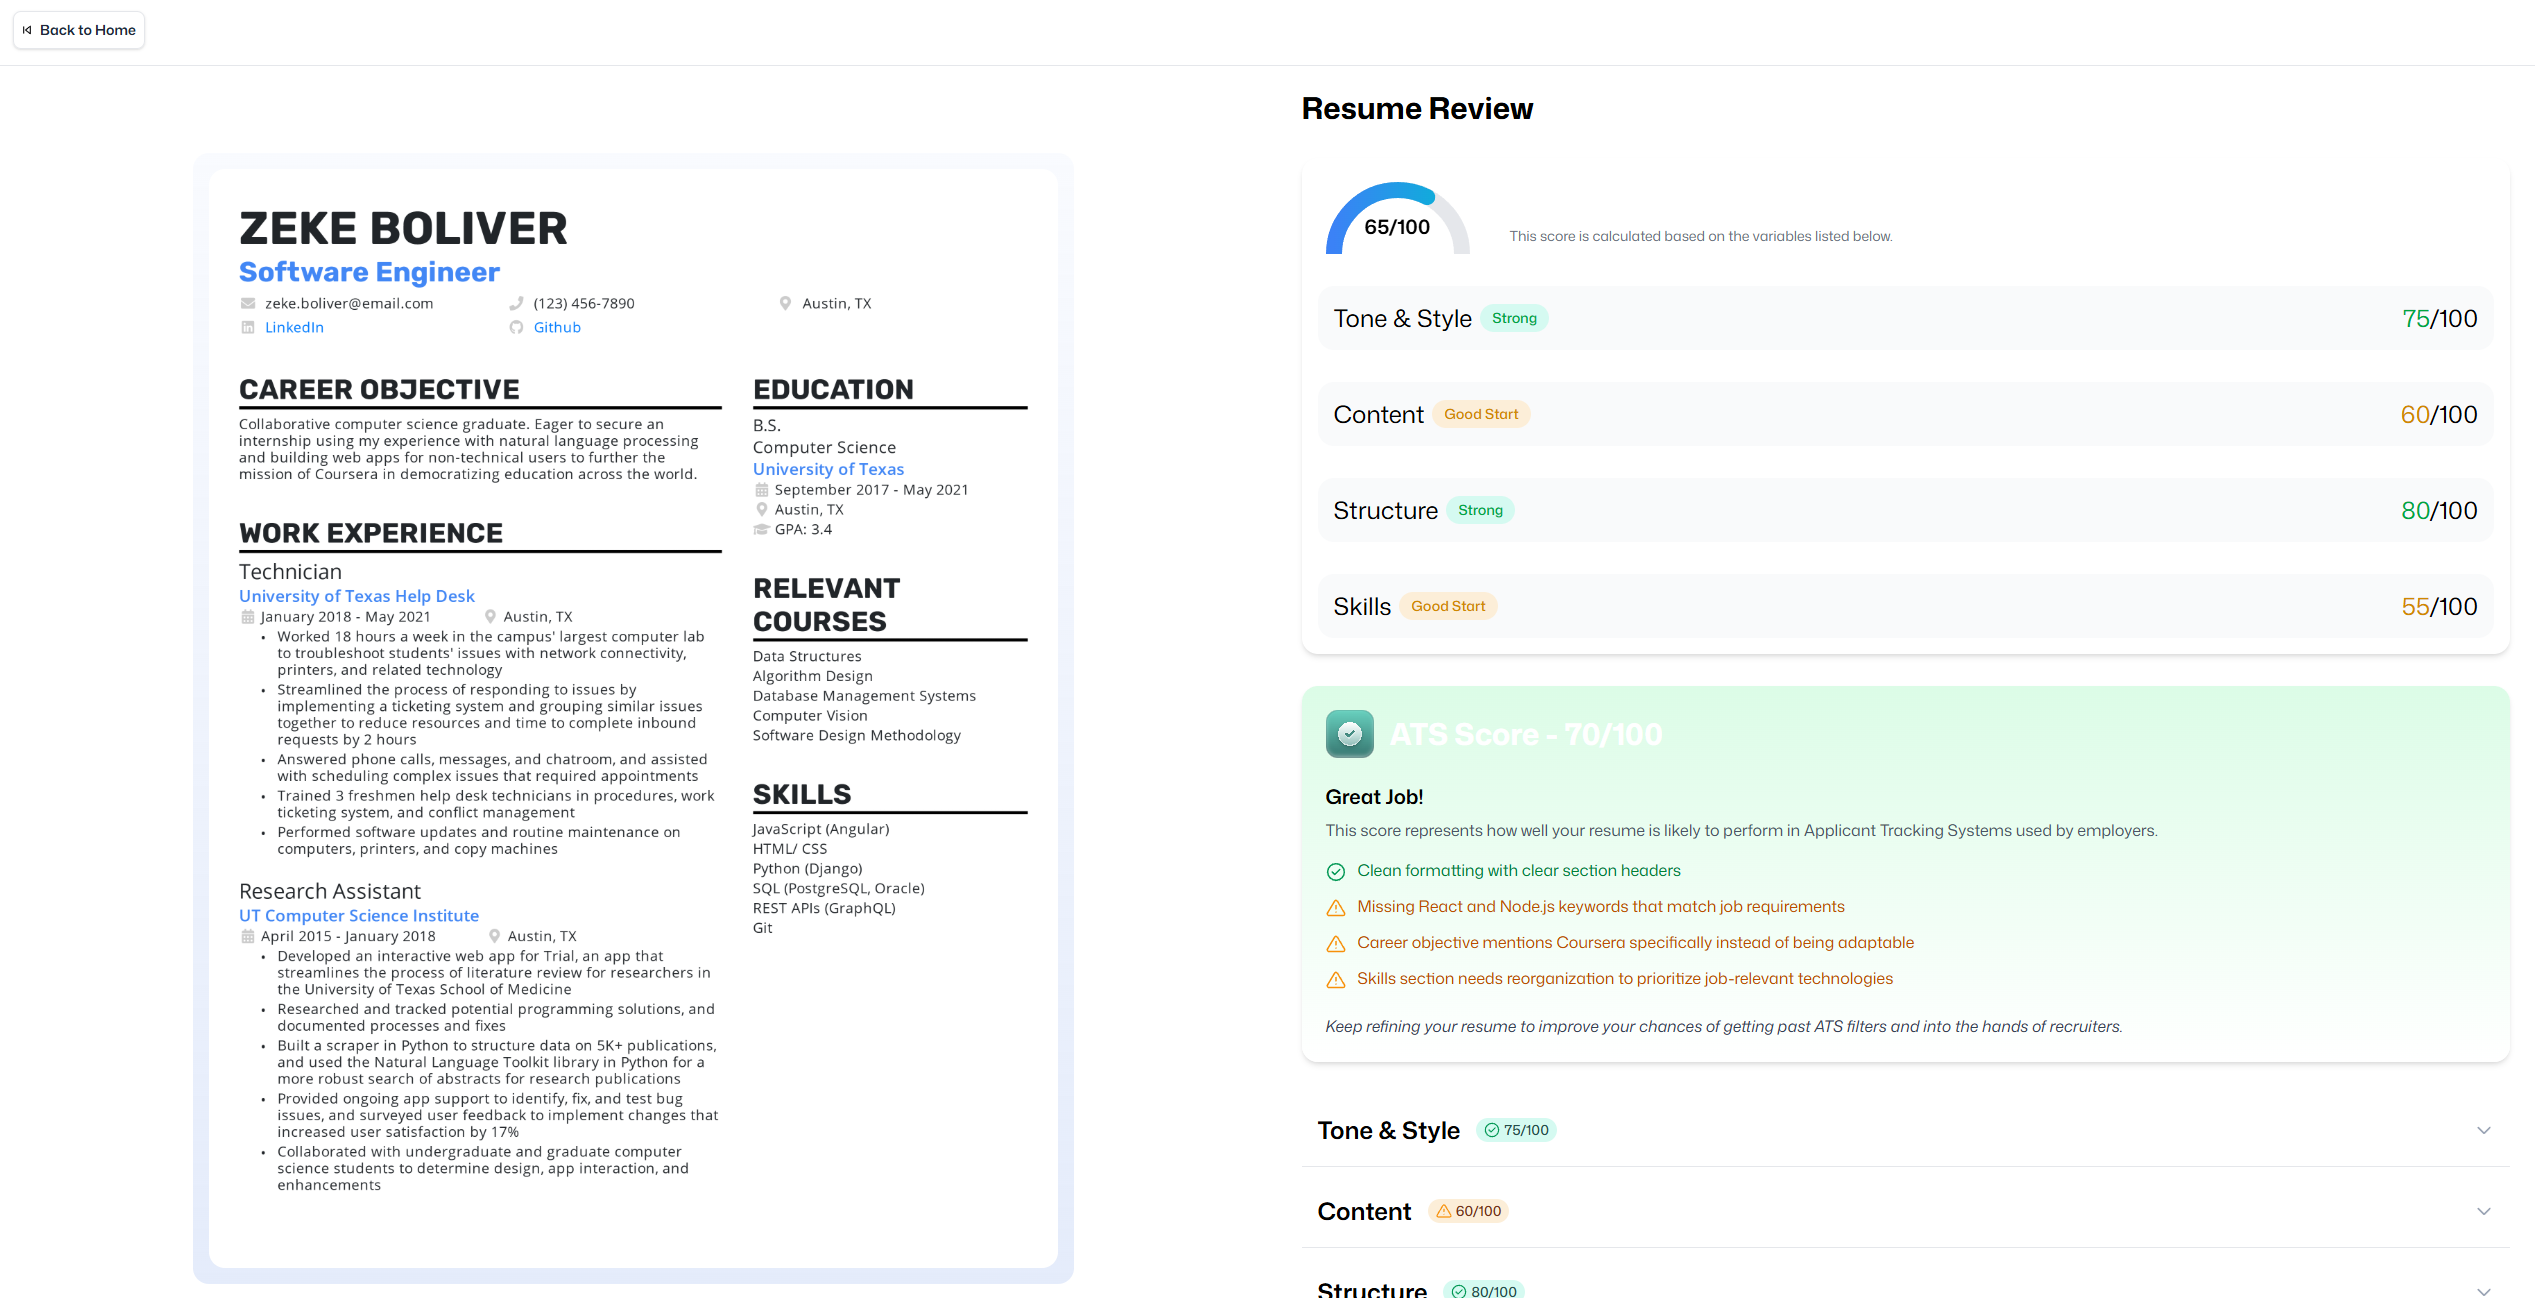 Back to Home
ZEKE BOLIVER
Software Engineer
zeke.boliver@email.com
(123) 456-7890
Austin, TX
LinkedIn
Github
CAREER OBJECTIVE
Collaborative computer science graduate. Eager to secure an
internship using my experience with natural language processing
and building web apps for non-technical users to further the
mission of Coursera in democratizing education across the world.
WORK EXPERIENCE
Technician
University of Texas Help Desk
January 2018 - May 2021
Austin, TX
• Worked 18 hours a week in the campus' largest computer lab
to troubleshoot students' issues with network connectivity,
printers, and related technology
• Streamlined the process of responding to issues by
implementing a ticketing system and grouping similar issues
together to reduce resources and time to complete inbound
requests by 2 hours
• Answered phone calls, messages, and chatroom, and assisted
with scheduling complex issues that required appointments
• Trained 3 freshmen help desk technicians in procedures, work
ticketing system, and conflict management
• Performed software updates and routine maintenance on
computers, printers, and copy machines
Research Assistant
UT Computer Science Institute
April 2015 - January 2018
Austin, TX
• Developed an interactive web app for Trial, an app that
streamlines the process of literature review for researchers in
the University of Texas School of Medicine
• Researched and tracked potential programming solutions, and
documented processes and fixes
• Built a scraper in Python to structure data on 5K+ publications,
and used the Natural Language Toolkit library in Python for a
more robust search of abstracts for research publications
• Provided ongoing app support to identify, fix, and test bug
issues, and surveyed user feedback to implement changes that
increased user satisfaction by 17%
• Collaborated with undergraduate and graduate computer
science students to determine design, app interaction, and
enhancements
EDUCATION
B.S.
Computer Science
University of Texas
September 2017 - May 2021
Austin, TX
GPA: 3.4
RELEVANT
COURSES
Data Structures
Algorithm Design
Database Management Systems
Computer Vision
Software Design Methodology
SKILLS
JavaScript (Angular)
HTML/ CSS
Python (Django)
SQL (PostgreSQL, Oracle)
REST APIs (GraphQL)
Git
Resume Review
65/100
This score is calculated based on the variables listed below.
Tone & Style Strong 75/100
Content Good Start 60/100
Structure Strong 80/100
Skills Good Start 55/100
ATS Score - 70/100
Great Job!
This score represents how well your resume is likely to perform in Applicant Tracking Systems used by employers.
Clean formatting with clear section headers
Missing React and Node.js keywords that match job requirements
Career objective mentions Coursera specifically instead of being adaptable
Skills section needs reorganization to prioritize job-relevant technologies
Keep refining your resume to improve your chances of getting past ATS filters and into the hands of recruiters.
Tone & Style 75/100
Content 60/100
Structure 80/100